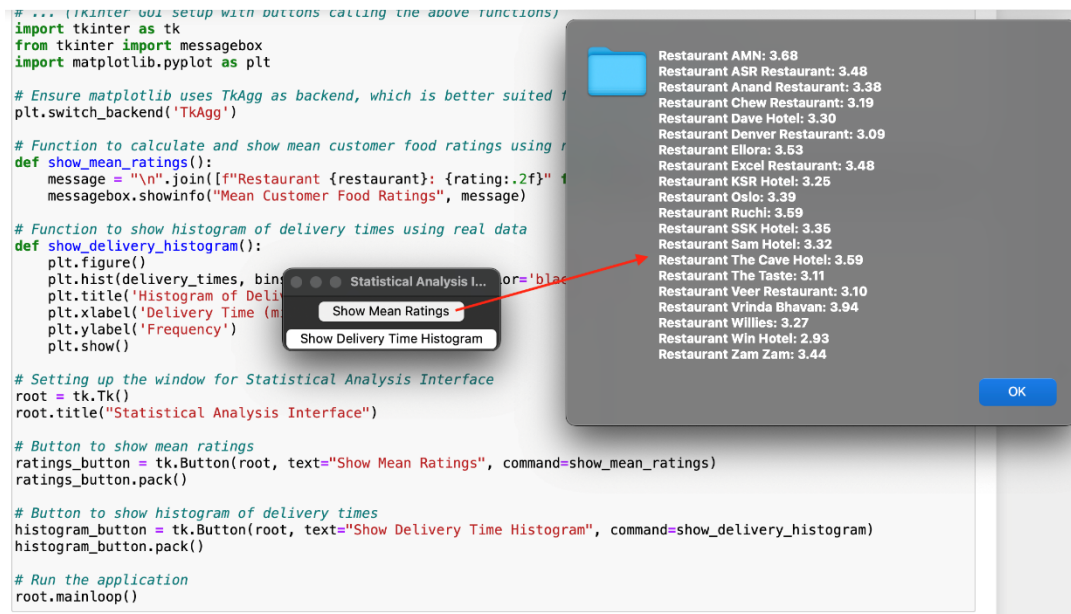 # ... (Tkinter GUI setup with buttons calling the above functions)
import tkinter as tk
from tkinter import messagebox
import matplotlib.pyplot as plt
# Ensure matplotlib uses TkAgg as backend, which is better suited
plt.switch_backend('TkAgg')
# Function to calculate and show mean customer food ratings using
def show_mean_ratings():
message = "\n".join([f"Restaurant {restaurant}: {rating:.2f}"
messagebox.showinfo("Mean Customer Food Ratings", message)
# Function to show histogram of delivery times using real data
def show_delivery_histogram():
plt.figure()
plt.hist(delivery_times, bins or='bla
plt.title('Histogram of Deli
plt.xlabel('Delivery Time (mi
plt.ylabel('Frequency')
plt.show()
# Setting up the window for Statistical Analysis Interface
root = tk.Tk()
root.title("Statistical Analysis Interface")
# Button to show mean ratings
ratings_button = tk.Button(root, text="Show Mean Ratings", command=show_mean_ratings)
ratings_button.pack()
# Button to show histogram of delivery times
histogram_button = tk.Button(root, text="Show Delivery Time Histogram", command=show_delivery_histogram)
histogram_button.pack()
# Run the application
root.mainloop()
Statistical Analysis I...
Show Mean Ratings
Show Delivery Time Histogram
Restaurant AMN: 3.68
Restaurant ASR Restaurant: 3.48
Restaurant Anand Restaurant: 3.38
Restaurant Chew Restaurant: 3.19
Restaurant Dave Hotel: 3.30
Restaurant Denver Restaurant: 3.09
Restaurant Ellora: 3.53
Restaurant Excel Restaurant: 3.48
Restaurant KSR Hotel: 3.25
Restaurant Oslo: 3.39
Restaurant Ruchi: 3.59
Restaurant SSK Hotel: 3.35
Restaurant Sam Hotel: 3.32
Restaurant The Cave Hotel: 3.59
Restaurant The Taste: 3.11
Restaurant Veer Restaurant: 3.10
Restaurant Vrinda Bhavan: 3.94
Restaurant Willies: 3.27
Restaurant Win Hotel: 2.93
Restaurant Zam Zam: 3.44
OK